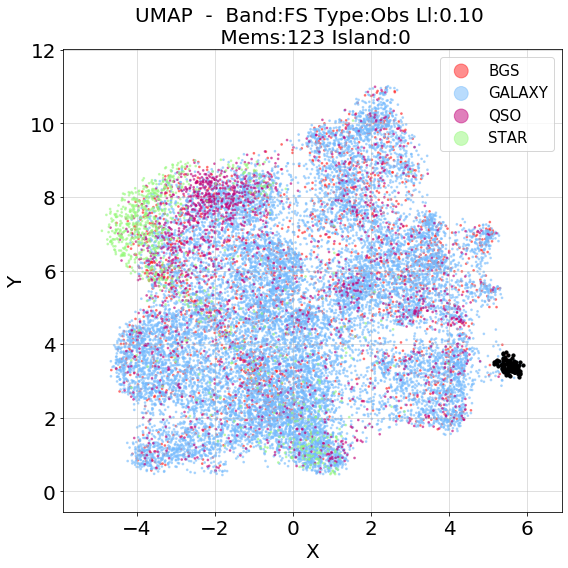 UMAP - Band:FS Type:Obs Ll:0.10
Mems:123 Island:0
BGS
GALAXY
QSO
STAR
12
10
8
6
4
2
0
Y
−4
−2
0
2
4
6
X